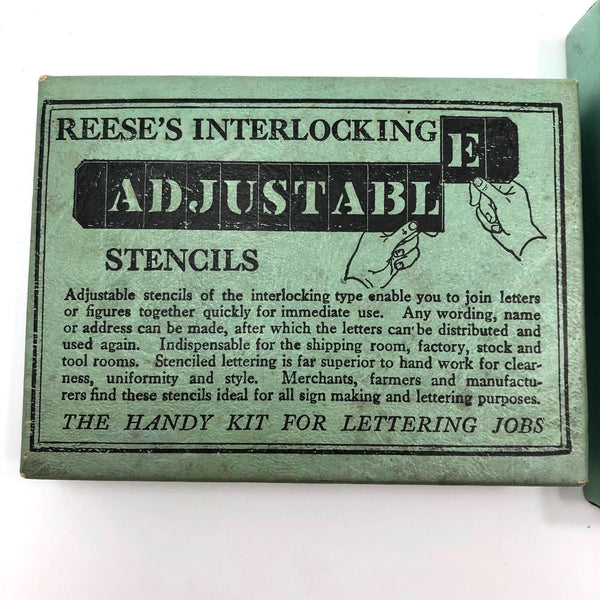 REESE'S INTERLOCKING
ADJUSTABLE
STENCILS
Adjustable stencils of the interlocking type enable you to join letters
or figures together quickly for immediate use. Any wording, name
or address can be made, after which the letters can be distributed and
used again. Indispensable for the shipping room, factory, stock and
tool rooms. Stenciled lettering is far superior to hand work for clear-
ness, uniformity and style. Merchants, farmers and manufactu-
rers find these stencils ideal for all sign making and lettering purposes.
THE HANDY KIT FOR LETTERING JOBS